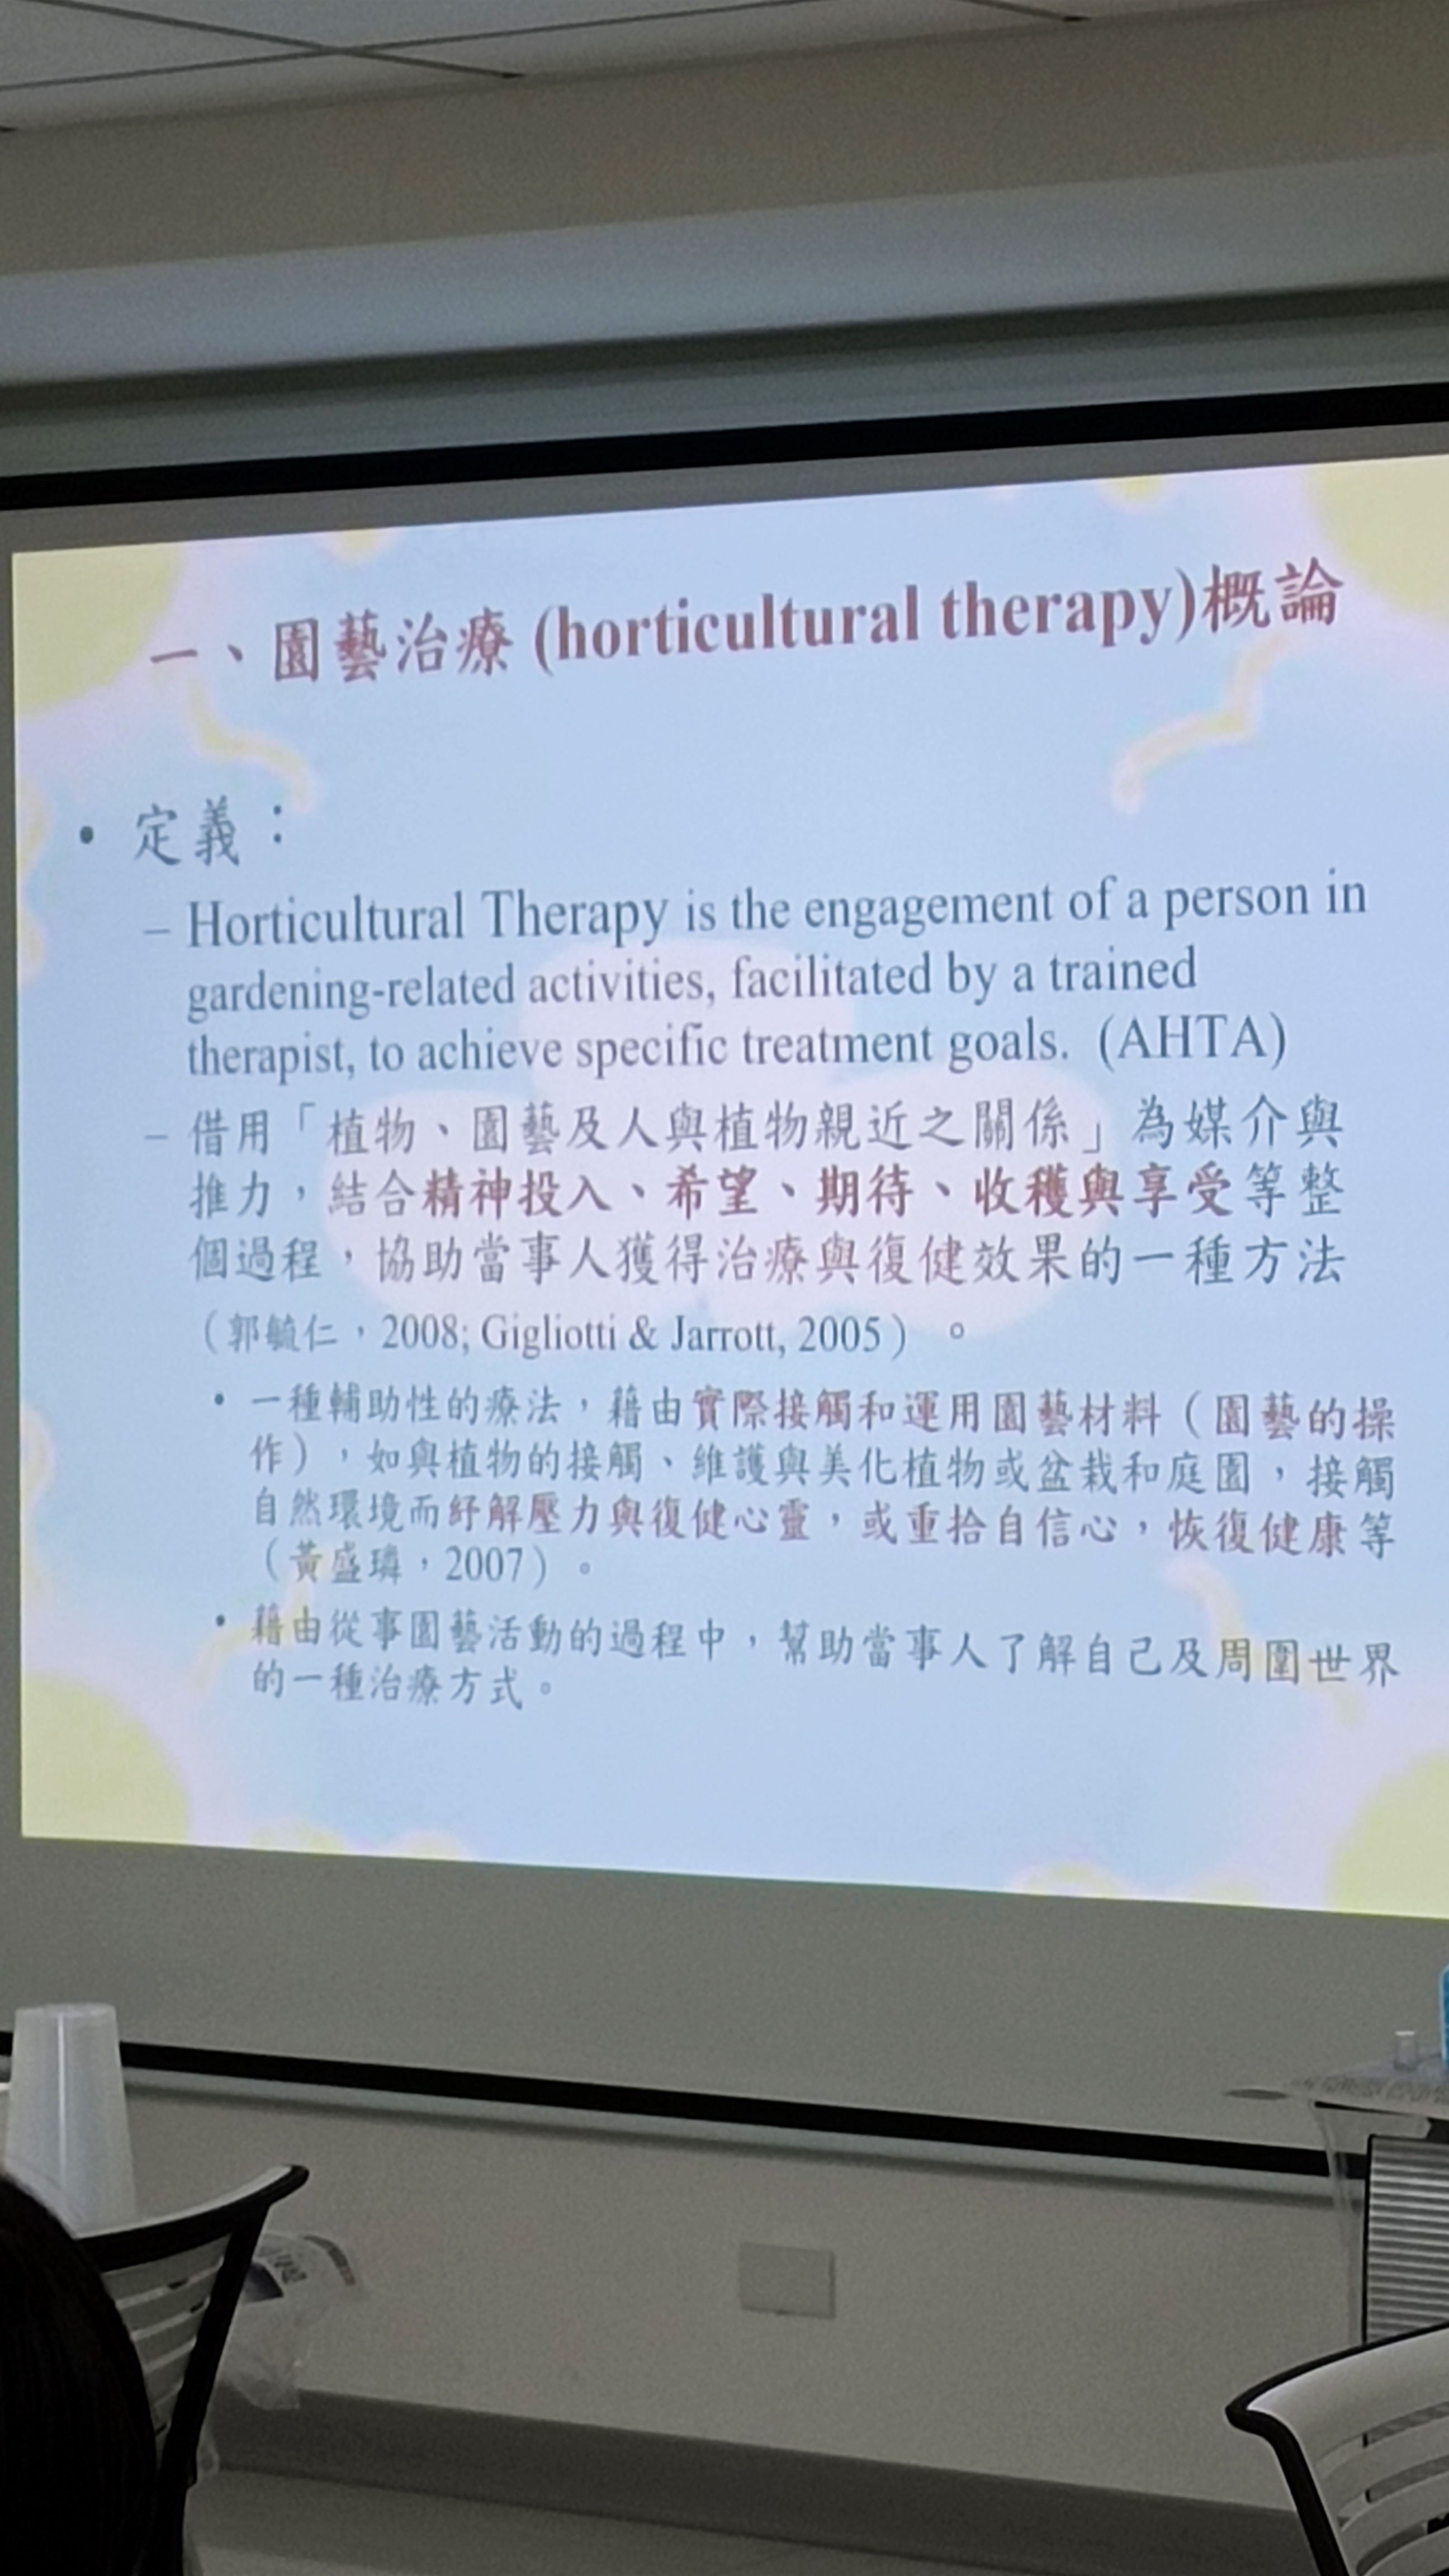 一、園藝治療 (horticultural therapy)概論
• 定義：
– Horticultural Therapy is the engagement of a person in
gardening-related activities, facilitated by a trained
therapist, to achieve specific treatment goals. (AHTA)
– 借用「植物、園藝及人與植物親近之關係」為媒介與
推力，結合精神投入、希望、期待、收穫與享受等整
個過程，協助當事人獲得治療與復健效果的一種方法
（郭毓仁，2008; Gigliotti & Jarrott, 2005）。
• 一種輔助性的療法，藉由實際接觸和運用園藝材料（園藝的操
作），如與植物的接觸、維護與美化植物或盆栽和庭園，接觸
自然環境而紓解壓力與復健心靈，或重拾自信心，恢復健康等
（黃盛璘，2007）。
• 藉由從事園藝活動的過程中，幫助當事人了解自己及周圍世界
的一種治療方式。